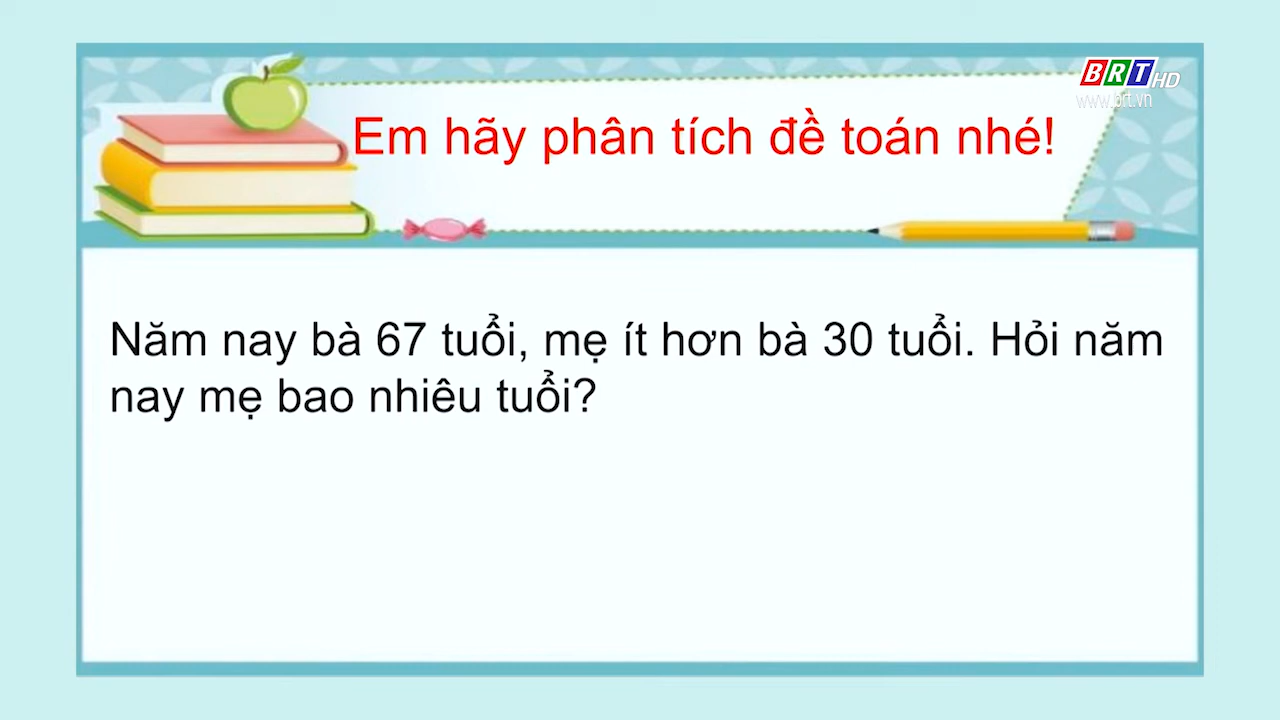 BRT HD
www.brt.vn
Em hãy phân tích đề toán nhé!
Năm nay bà 67 tuổi, mẹ ít hơn bà 30 tuổi. Hỏi năm
nay mẹ bao nhiêu tuổi?